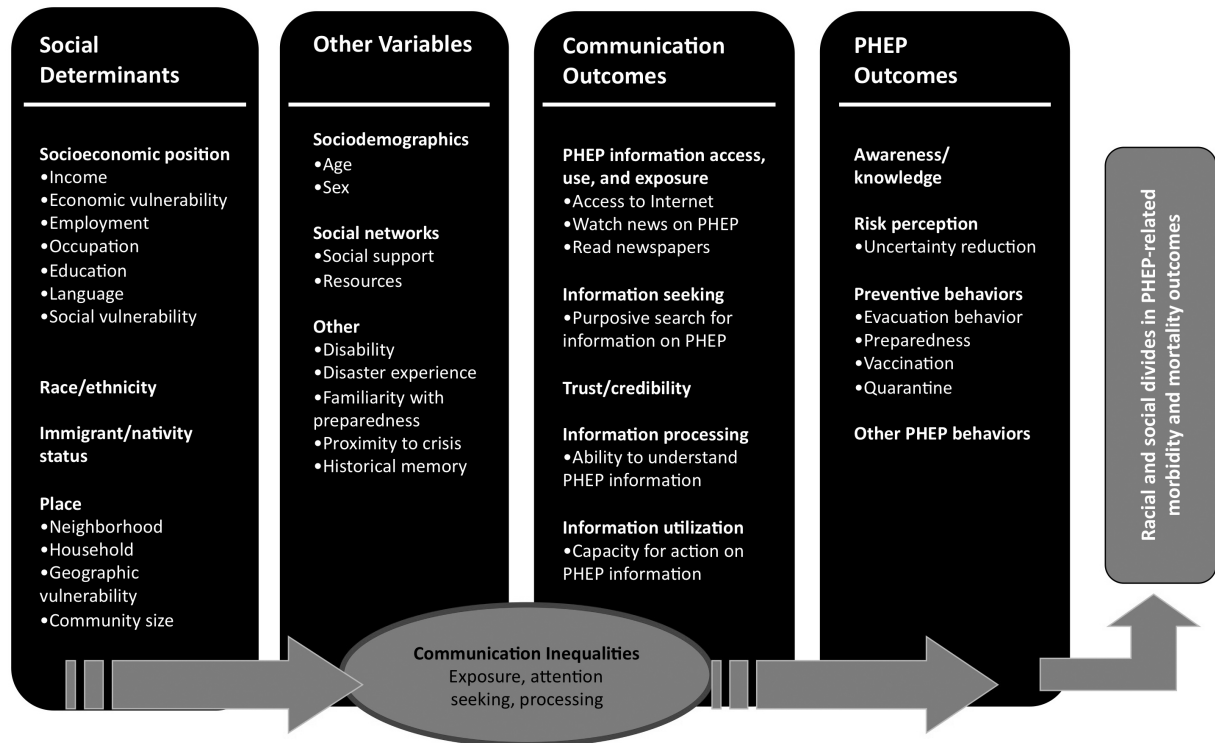 Social
Determinants
Socioeconomic position
•Income
•Economic vulnerability
•Employment
•Occupation
•Education
•Language
•Social vulnerability
Race/ethnicity
Immigrant/nativity
status
Place
•Neighborhood
•Household
•Geographic
vulnerability
•Community size
Other Variables
Sociodemographics
•Age
•Sex
Social networks
•Social support
•Resources
Other
•Disability
•Disaster experience
•Familiarity with
preparedness
•Proximity to crisis
•Historical memory
Communication
Outcomes
PHEP information access,
use, and exposure
•Access to Internet
•Watch news on PHEP
•Read newspapers
Information seeking
•Purposive search for
information on PHEP
Trust/credibility
Information processing
•Ability to understand
PHEP information
Information utilization
•Capacity for action on
PHEP information
PHEP
Outcomes
Awareness/
knowledge
Risk perception
•Uncertainty reduction
Preventive behaviors
•Evacuation behavior
•Preparedness
•Vaccination
•Quarantine
Other PHEP behaviors
Communication Inequalities
Exposure, attention
seeking, processing
Racial and social divides in PHEP-related
morbidity and mortality outcomes